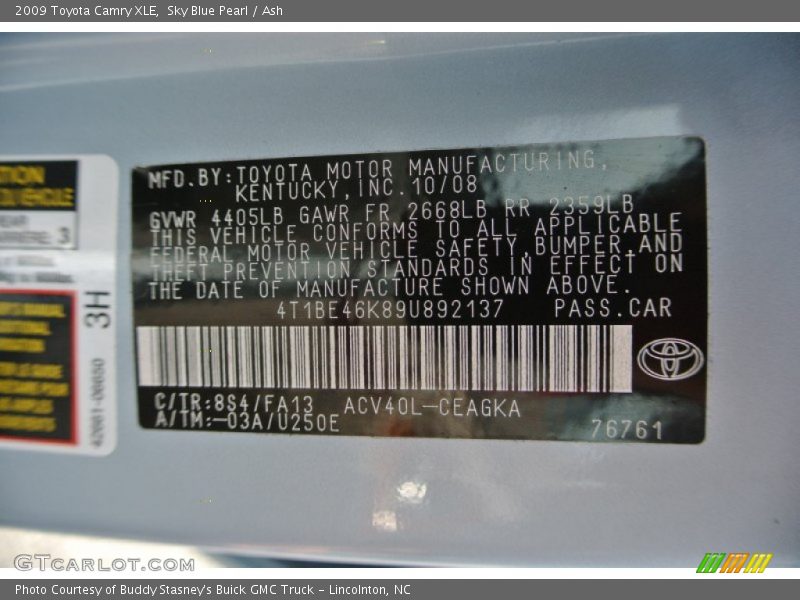 2009 Toyota Camry XLE, Sky Blue Pearl / Ash
MFD.BY:TOYOTA MOTOR MANUFACTURING,
KENTUCKY,INC.10/08
GVWR 4405LB GAWR FR 2668LB RR 2359LB
THIS VEHICLE CONFORMS TO ALL APPLICABLE
FEDERAL MOTOR VEHICLE SAFETY,BUMPER,AND
THEFT PREVENTION STANDARDS IN EFFECT ON
THE DATE OF MANUFACTURE SHOWN ABOVE.
4T1BE46K89U892137 PASS.CAR
C/TR:8S4/FA13 ACV40L-CEAGKA
A/TM:-03A/U250E
76761
3
3H
42661-06650
GTCARLOT.COM
Photo Courtesy of Buddy Stasney's Buick GMC Truck - Lincolnton, NC